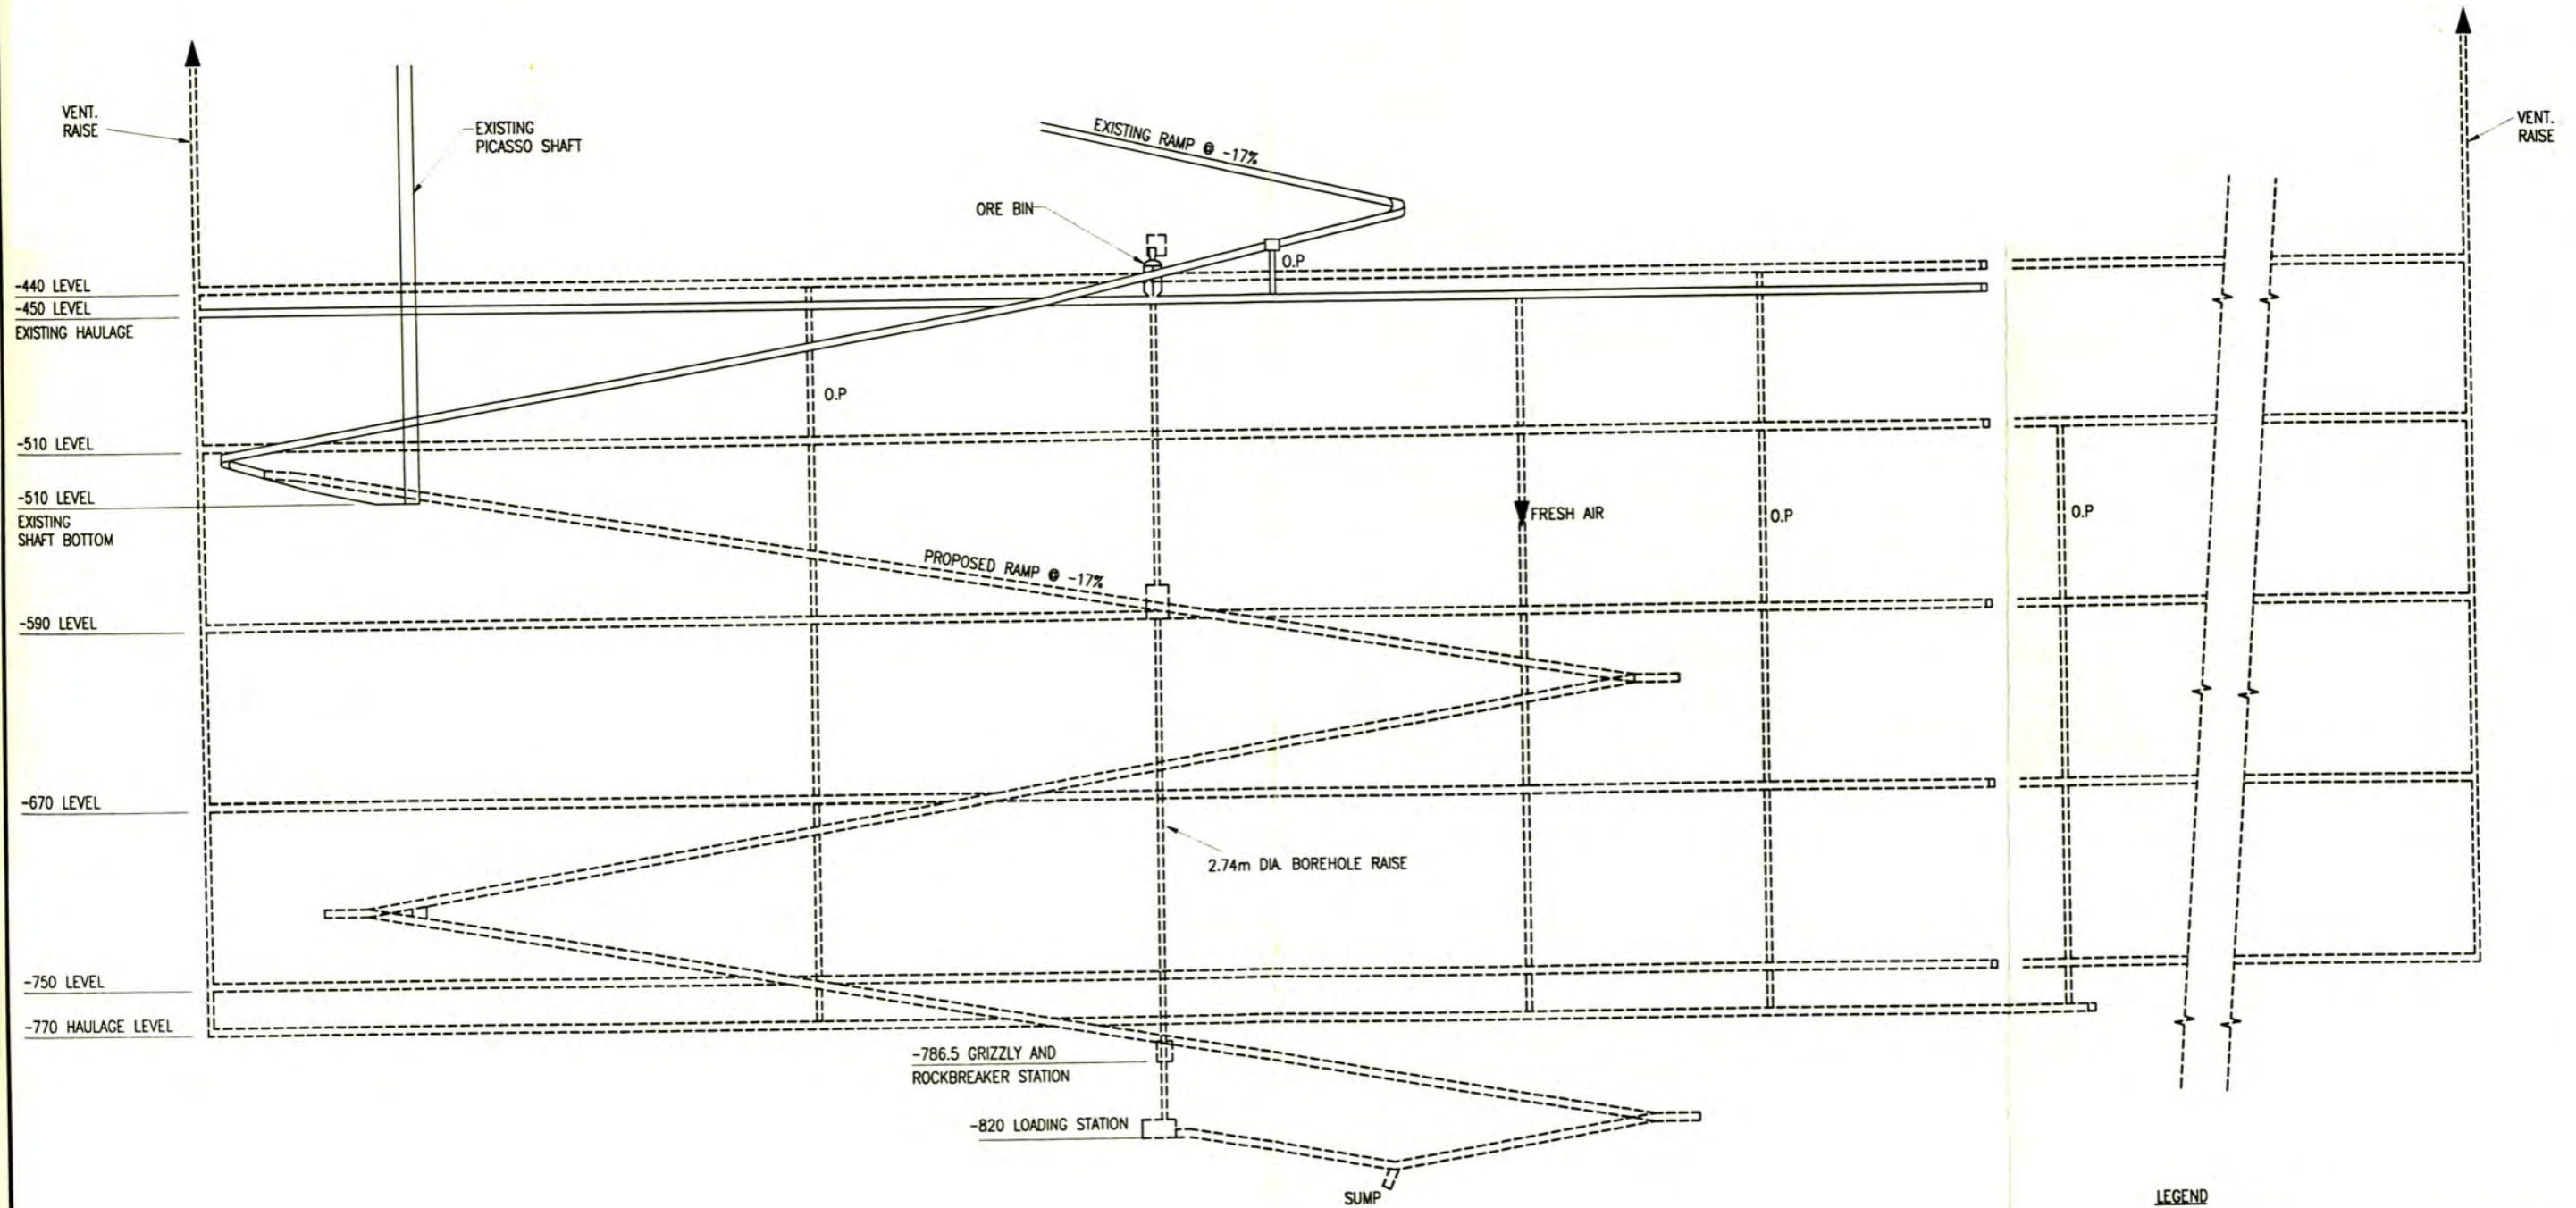 VENT.
RAISE
EXISTING
PICASSO SHAFT
EXISTING RAMP @ -17%
VENT.
RAISE
ORE BIN
O.P
-440 LEVEL
-450 LEVEL
EXISTING HAULAGE
O.P
-510 LEVEL
-510 LEVEL
EXISTING
SHAFT BOTTOM
FRESH AIR
O.P
O.P
PROPOSED RAMP @ -17%
-590 LEVEL
-670 LEVEL
2.74m DIA. BOREHOLE RAISE
-750 LEVEL
-770 HAULAGE LEVEL
-786.5 GRIZZLY AND
ROCKBREAKER STATION
-820 LOADING STATION
SUMP
LEGEND